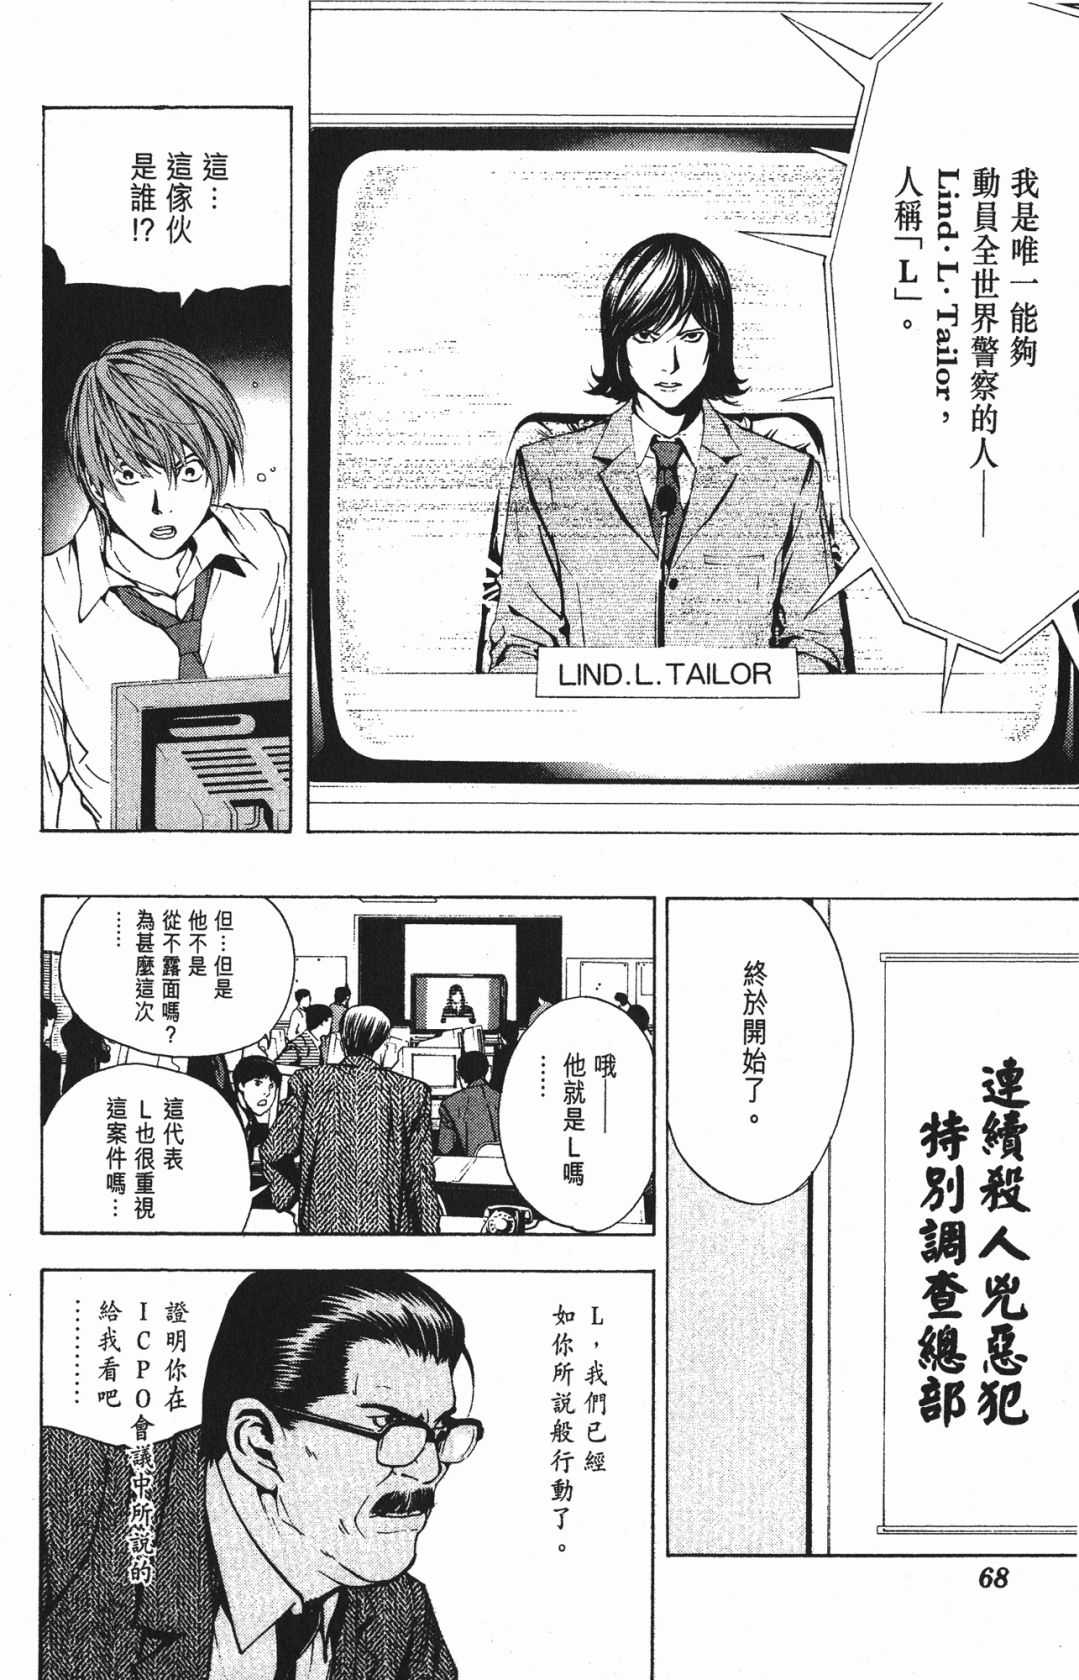 我是唯一能夠
動員全世界警察的人——
Lind·L·Tailor，
人稱「L」。
LIND.L.TAILOR
這…
這傢伙
是誰!?
連續殺人兇惡犯
特別調查總部
終於開始了。
哦——
他就是L嗎
……
但…但是
他不是
從不露面嗎?
為甚麼這次
……
這代表
L也很重視
這案件嗎…
L，我們已經
如你所說般行動了。
證明你在
ICPO會議中所說的
給我看吧
…………
68